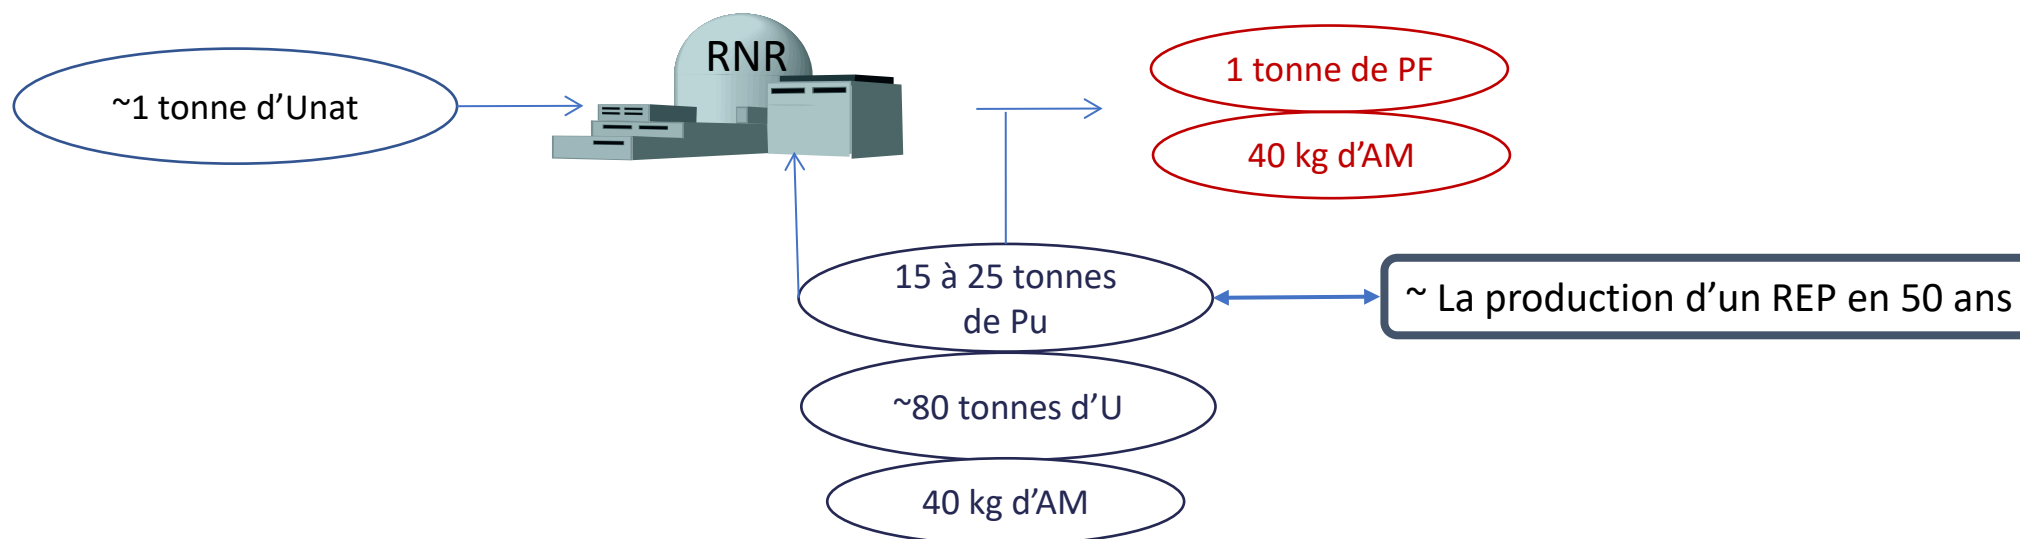 ~1 tonne d’Unat
RNR
1 tonne de PF
40 kg d’AM
15 à 25 tonnes
de Pu
~ La production d’un REP en 50 ans
~80 tonnes d’U
40 kg d’AM